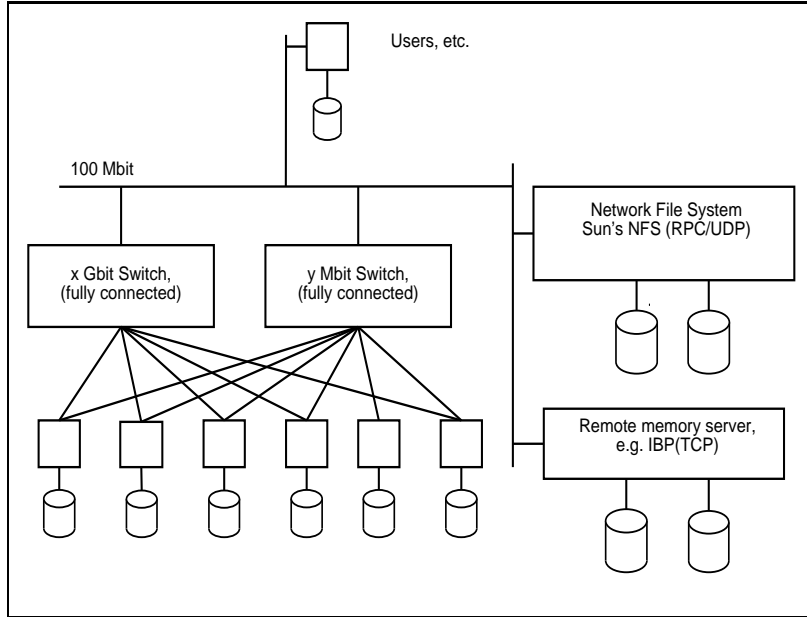 Users, etc.
100 Mbit
Network File System
Sun's NFS (RPC/UDP)
x Gbit Switch,
(fully connected)
y Mbit Switch,
(fully connected)
Remote memory server,
e.g. IBP(TCP)